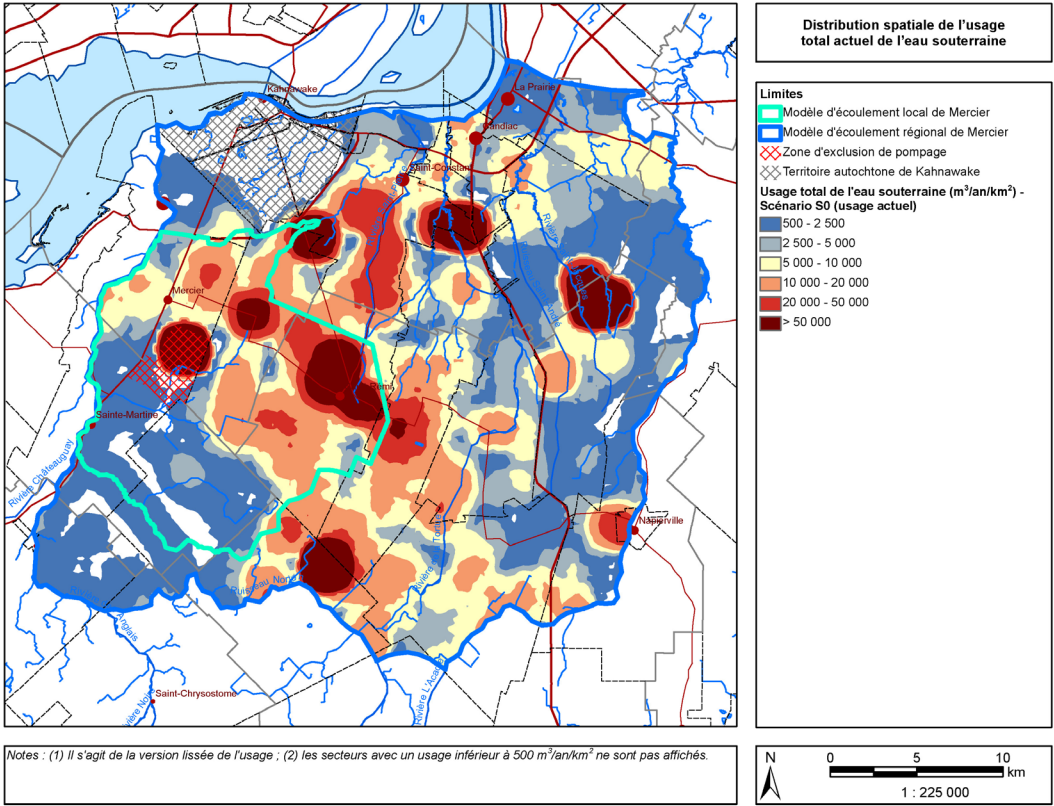 Distribution spatiale de l'usage
total actuel de l'eau souterraine
Limites
Modèle d'écoulement local de Mercier
Modèle d'écoulement régional de Mercier
Zone d'exclusion de pompage
Territoire autochtone de Kahnawake
Usage total de l'eau souterraine (m³/an/km²) -
Scénario S0 (usage actuel)
500 - 2 500
2 500 - 5 000
5 000 - 10 000
10 000 - 20 000
20 000 - 50 000
> 50 000
Kahnawake
La Prairie
Candiac
Saint-Constant
Mercier
Rémi
Sainte-Martine
Rivière Châteauguay
Napierville
Ruisseau Norton
Anglais
Saint-Chrysostome
Rivière Noire
Rivière L'Acadie
Notes : (1) Il s'agit de la version lissée de l'usage ; (2) les secteurs avec un usage inférieur à 500 m³/an/km² ne sont pas affichés.
N
0 5 10
km
1 : 225 000